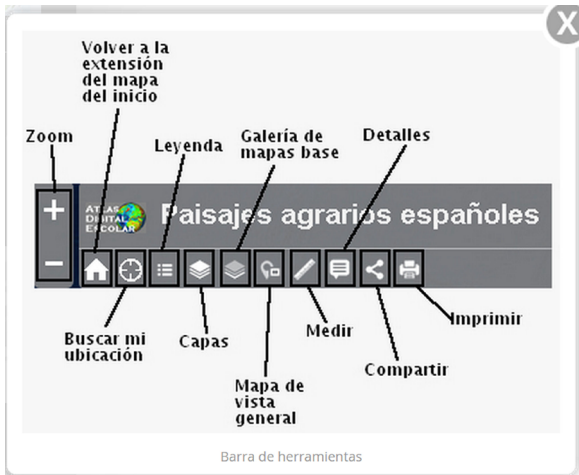 X
Volver a la
extensión
del mapa
del inicio
Zoom
Leyenda
Galería de
mapas base
Detalles
ATLAS
DIGITAL
ESCOLAR
Paisajes agrarios españoles
Buscar mi
ubicación
Capas
Mapa de
vista
general
Medir
Compartir
Imprimir
Barra de herramientas